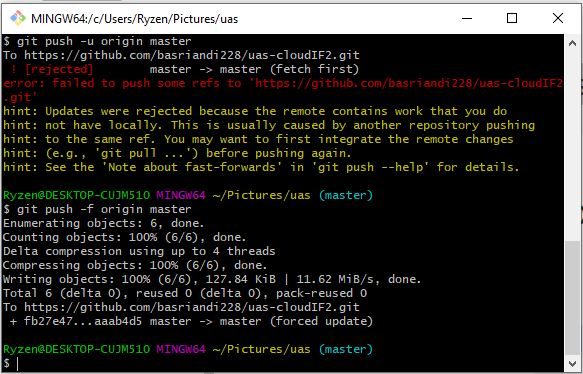 MINGW64:/c/Users/Ryzen/Pictures/uas
$ git push -u origin master
To https://github.com/basriandi228/uas-cloudIF2.git
 ! [rejected]        master -> master (fetch first)
error: failed to push some refs to 'https://github.com/basriandi228/uas-cloudIF2
.git'
hint: Updates were rejected because the remote contains work that you do
hint: not have locally. This is usually caused by another repository pushing
hint: to the same ref. You may want to first integrate the remote changes
hint: (e.g., 'git pull ...') before pushing again.
hint: See the 'Note about fast-forwards' in 'git push --help' for details.
Ryzen@DESKTOP-CUJM51O MINGW64 ~/Pictures/uas (master)
$ git push -f origin master
Enumerating objects: 6, done.
Counting objects: 100% (6/6), done.
Delta compression using up to 4 threads
Compressing objects: 100% (6/6), done.
Writing objects: 100% (6/6), 127.84 KiB | 11.62 MiB/s, done.
Total 6 (delta 0), reused 0 (delta 0), pack-reused 0
To https://github.com/basriandi228/uas-cloudIF2.git
 + fb27e47...aaab4d5 master -> master (forced update)
Ryzen@DESKTOP-CUJM51O MINGW64 ~/Pictures/uas (master)
$